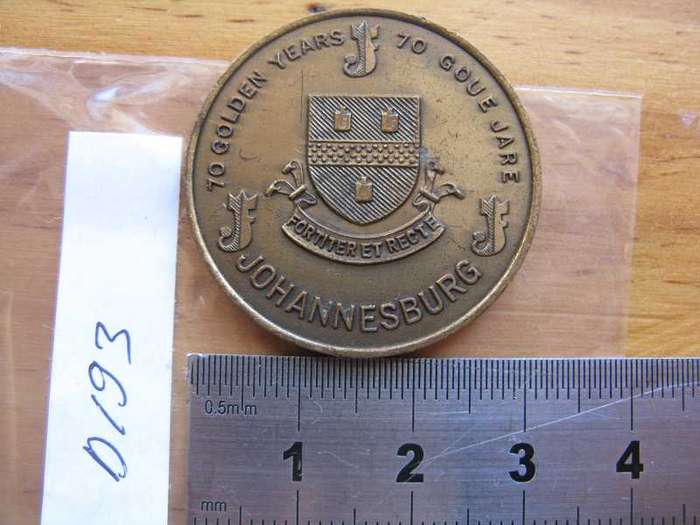 70 GOLDEN YEARS
70 GOUE JARE
J
J
J
FORTITER ET RECTE
JOHANNESBURG
D193
0.5mm
1 2 3 4
mm